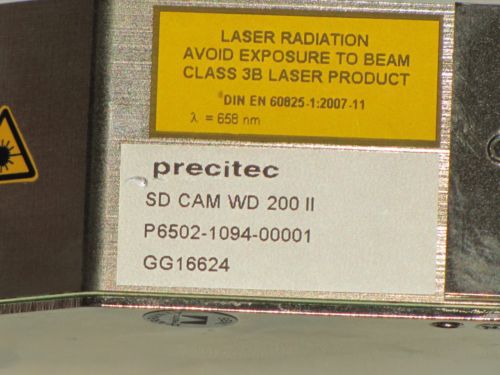 LASER RADIATION
AVOID EXPOSURE TO BEAM
CLASS 3B LASER PRODUCT
DIN EN 60825-1:2007-11
λ = 658 nm
precitec
SD CAM WD 200 II
P6502-1094-00001
GG16624